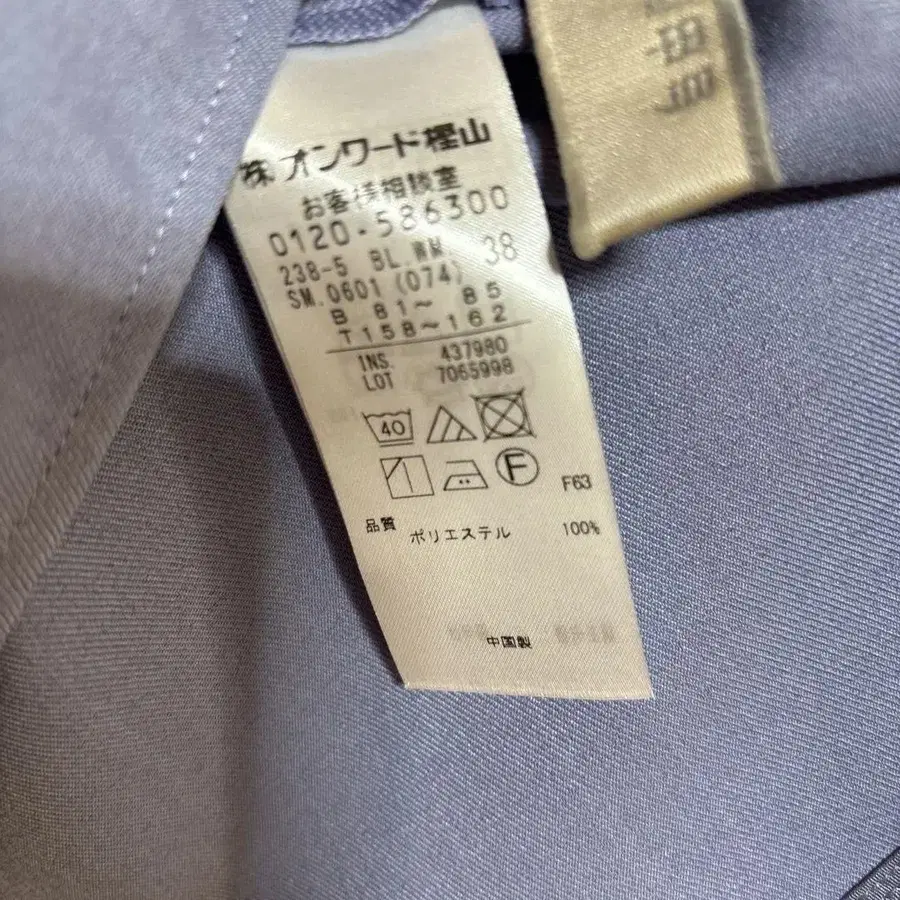 ㈱オンワード樫山
お客様相談室
0120-586300
238-5 BL.WM. 38
SM.0601 (074)
B 81～ 85
T158～162
INS. 437980
LOT 7065998
40
F
F63
品質 ポリエステル 100%
中国製